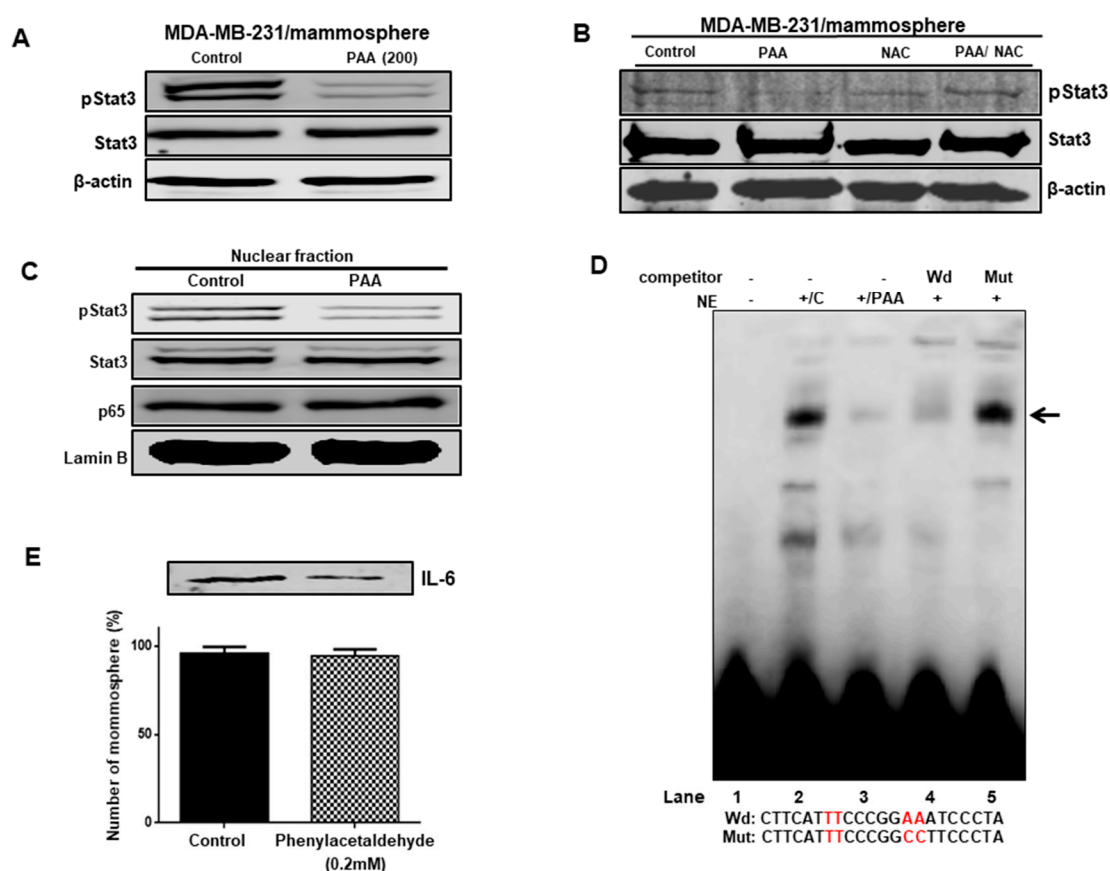 A
MDA-MB-231/mammosphere
Control PAA (200)
pStat3
Stat3
β-actin
B
MDA-MB-231/mammosphere
Control PAA NAC PAA/ NAC
pStat3
Stat3
β-actin
C
Nuclear fraction
Control PAA
pStat3
Stat3
p65
Lamin B
D
competitor - - - Wd Mut
NE - +/C +/PAA + +
Lane 1 2 3 4 5
Wd: CTTCATTTCCCGGAAATCCCTA
Mut: CTTCATTTCCCGGCCTTCCCTA
E
IL-6
Number of mommosphere (%)
100
50
0
Control Phenylacetaldehyde
(0.2mM)